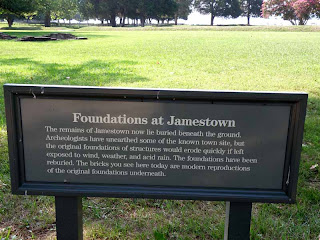 Foundations at Jamestown
The remains of Jamestown now lie buried beneath the ground.
Archeologists have unearthed some of the known town site, but
the original foundations of structures would erode quickly if left
exposed to wind, weather, and acid rain. The foundations have been
reburied. The bricks you see here today are modern reproductions
of the original foundations underneath.